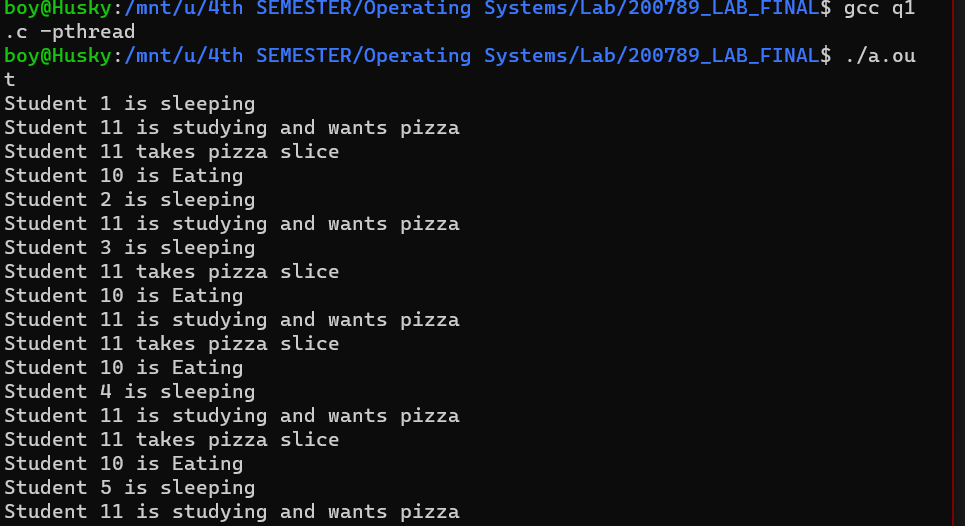 boy@Husky:/mnt/u/4th SEMESTER/Operating Systems/Lab/200789_LAB_FINAL$ gcc q1
.c -pthread
boy@Husky:/mnt/u/4th SEMESTER/Operating Systems/Lab/200789_LAB_FINAL$ ./a.ou
t
Student 1 is sleeping
Student 11 is studying and wants pizza
Student 11 takes pizza slice
Student 10 is Eating
Student 2 is sleeping
Student 11 is studying and wants pizza
Student 3 is sleeping
Student 11 takes pizza slice
Student 10 is Eating
Student 11 is studying and wants pizza
Student 11 takes pizza slice
Student 10 is Eating
Student 4 is sleeping
Student 11 is studying and wants pizza
Student 11 takes pizza slice
Student 10 is Eating
Student 5 is sleeping
Student 11 is studying and wants pizza